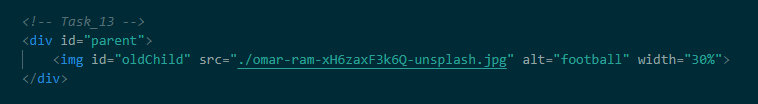 <!-- Task_13 -->
<div id="parent">
<img id="oldChild" src="./omar-ram-xH6zaxF3k6Q-unsplash.jpg" alt="football" width="30%">
</div>